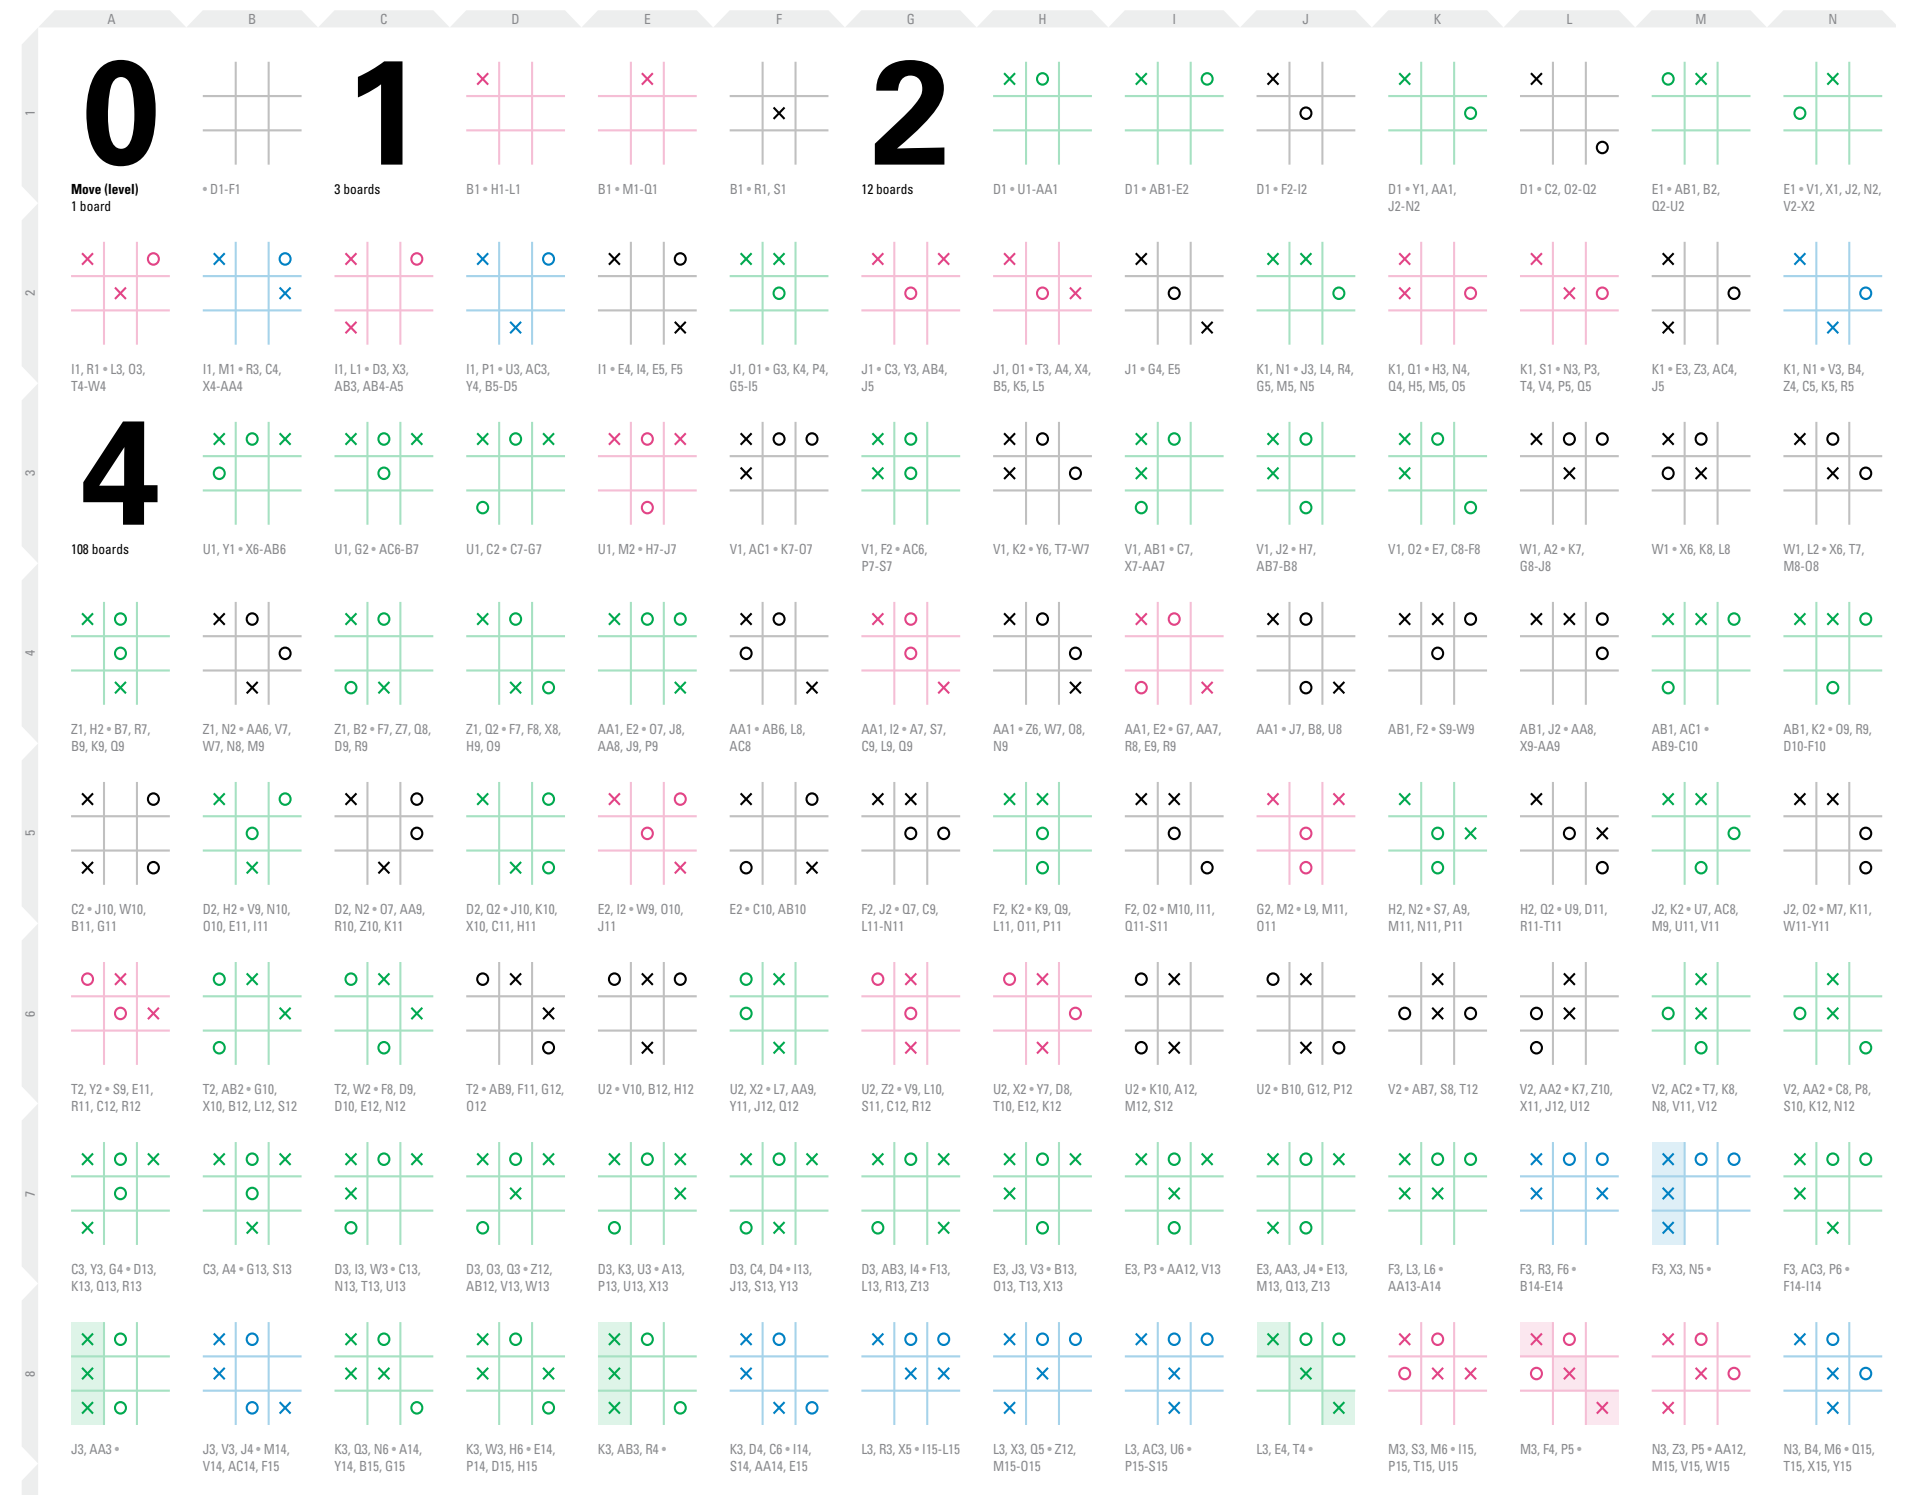 A B C D E F G H I J K L M N
1
0 1 2
Move (level)
1 board
• D1-F1
3 boards
B1 • H1-L1
B1 • M1-Q1
B1 • R1, S1
12 boards
D1 • U1-AA1
D1 • AB1-E2
D1 • F2-I2
D1 • Y1, AA1,
J2-N2
D1 • C2, O2-Q2
E1 • AB1, B2,
Q2-U2
E1 • V1, X1, J2, N2,
V2-X2
2
I1, R1 • L3, O3,
T4-W4
I1, M1 • R3, C4,
X4-AA4
I1, L1 • D3, X3,
AB3, AB4-A5
I1, P1 • U3, AC3,
Y4, B5-D5
I1 • E4, I4, E5, F5
J1, O1 • G3, K4, P4,
G5-I5
J1 • C3, Y3, AB4,
J5
J1, O1 • T3, A4, X4,
B5, K5, L5
J1 • G4, E5
K1, N1 • J3, L4, R4,
G5, M5, N5
K1, Q1 • H3, N4,
Q4, H5, M5, O5
K1, S1 • N3, P3,
T4, V4, P5, Q5
K1 • E3, Z3, AC4,
J5
K1, N1 • V3, B4,
Z4, C5, K5, R5
3
4
108 boards
U1, Y1 • X6-AB6
U1, G2 • AC6-B7
U1, C2 • C7-G7
U1, M2 • H7-J7
V1, AC1 • K7-O7
V1, F2 • AC6,
P7-S7
V1, K2 • Y6, T7-W7
V1, AB1 • C7,
X7-AA7
V1, J2 • H7,
AB7-B8
V1, O2 • E7, C8-F8
W1, A2 • K7,
G8-J8
W1 • X6, K8, L8
W1, L2 • X6, T7,
M8-O8
4
Z1, H2 • B7, R7,
B9, K9, Q9
Z1, N2 • AA6, V7,
W7, N8, M9
Z1, B2 • F7, Z7, Q8,
D9, R9
Z1, Q2 • F7, F8, X8,
H9, O9
AA1, E2 • O7, J8,
AA8, J9, P9
AA1 • AB6, L8,
AC8
AA1, I2 • A7, S7,
C9, L9, Q9
AA1 • Z6, W7, O8,
N9
AA1, E2 • G7, AA7,
R8, E9, R9
AA1 • J7, B8, U8
AB1, F2 • S9-W9
AB1, J2 • AA8,
X9-AA9
AB1, AC1 •
AB9-C10
AB1, K2 • O9, R9,
D10-F10
5
C2 • J10, W10,
B11, G11
D2, H2 • V9, N10,
O10, E11, I11
D2, N2 • O7, AA9,
R10, Z10, K11
D2, Q2 • J10, K10,
X10, C11, H11
E2, I2 • W9, O10,
J11
E2 • C10, AB10
F2, J2 • Q7, C9,
L11-N11
F2, K2 • K9, Q9,
L11, O11, P11
F2, O2 • M10, I11,
Q11-S11
G2, M2 • L9, M11,
O11
H2, N2 • S7, A9,
M11, N11, P11
H2, Q2 • U9, D11,
R11-T11
J2, K2 • U7, AC8,
M9, U11, V11
J2, O2 • M7, K11,
W11-Y11
6
T2, Y2 • S9, E11,
R11, C12, R12
T2, AB2 • G10,
X10, B12, L12, S12
T2, W2 • F8, D9,
D10, E12, N12
T2 • AB9, F11, G12,
O12
U2 • V10, B12, H12
U2, X2 • L7, AA9,
Y11, J12, Q12
U2, Z2 • V9, L10,
S11, C12, R12
U2, X2 • Y7, D8,
T10, E12, K12
U2 • K10, A12,
M12, S12
U2 • B10, G12, P12
V2 • AB7, S8, T12
V2, AA2 • K7, Z10,
X11, J12, U12
V2, AC2 • T7, K8,
N8, V11, V12
V2, AA2 • C8, P8,
S10, K12, N12
7
C3, Y3, G4 • D13,
K13, Q13, R13
C3, A4 • G13, S13
D3, I3, W3 • C13,
N13, T13, U13
D3, O3, Q3 • Z12,
AB12, V13, W13
D3, K3, U3 • A13,
P13, U13, X13
D3, C4, D4 • I13,
J13, S13, Y13
D3, AB3, I4 • F13,
L13, R13, Z13
E3, J3, V3 • B13,
O13, T13, X13
E3, P3 • AA12, V13
E3, AA3, J4 • E13,
M13, Q13, Z13
F3, L3, L6 •
AA13-A14
F3, R3, F6 •
B14-E14
F3, X3, N5 •
F3, AC3, P6 •
F14-I14
8
J3, AA3 •
J3, V3, J4 • M14,
V14, AC14, F15
K3, Q3, N6 • A14,
Y14, B15, G15
K3, W3, H6 • E14,
P14, D15, H15
K3, AB3, R4 •
K3, D4, C6 • I14,
S14, AA14, E15
L3, R3, X5 • I15-L15
L3, X3, Q5 • Z12,
M15-O15
L3, AC3, U6 •
P15-S15
L3, E4, T4 •
M3, S3, M6 • I15,
P15, T15, U15
M3, F4, P5 •
N3, Z3, P5 • AA12,
M15, V15, W15
N3, B4, M6 • Q15,
T15, X15, Y15